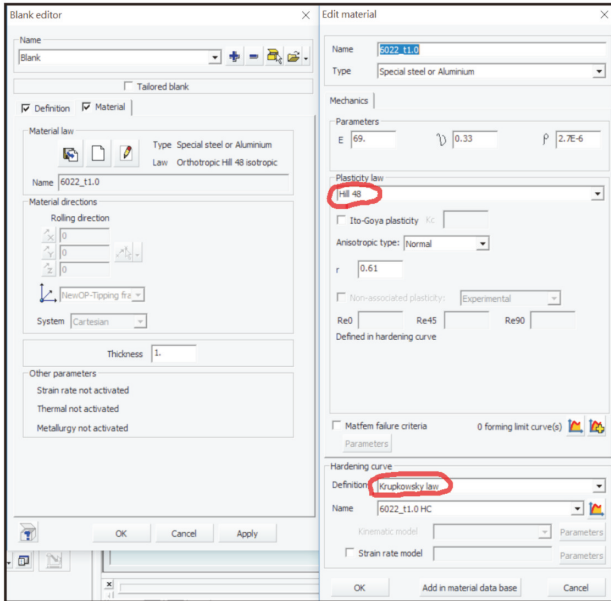 Blank editor
Name
Blank
Tailored blank
Definition
Material
Material law
Type Special steel or Aluminium
Law Orthotropic Hill 48 isotropic
Name 6022_t1.0
Material directions
Rolling direction
X 0
Y 0
Z 0
NewOP-Tipping fra
System Cartesian
Thickness 1.
Other parameters
Strain rate not activated
Thermal not activated
Metallurgy not activated
OK Cancel Apply
Edit material
Name 6022_t1.0
Type Special steel or Aluminium
Mechanics
Parameters
E 69. υ 0.33 ρ 2.7E-6
Plasticity law
Hill 48
Ito-Goya plasticity Kc
Anisotropic type: Normal
r 0.61
Non-associated plasticity: Experimental
Re0 Re45 Re90
Defined in hardening curve
Matfem failure criteria 0 forming limit curve(s)
Parameters
Hardening curve
Definition Krupkowsky law
Name 6022_t1.0 HC
Kinematic model Parameters
Strain rate model Parameters
OK Add in material data base Cancel